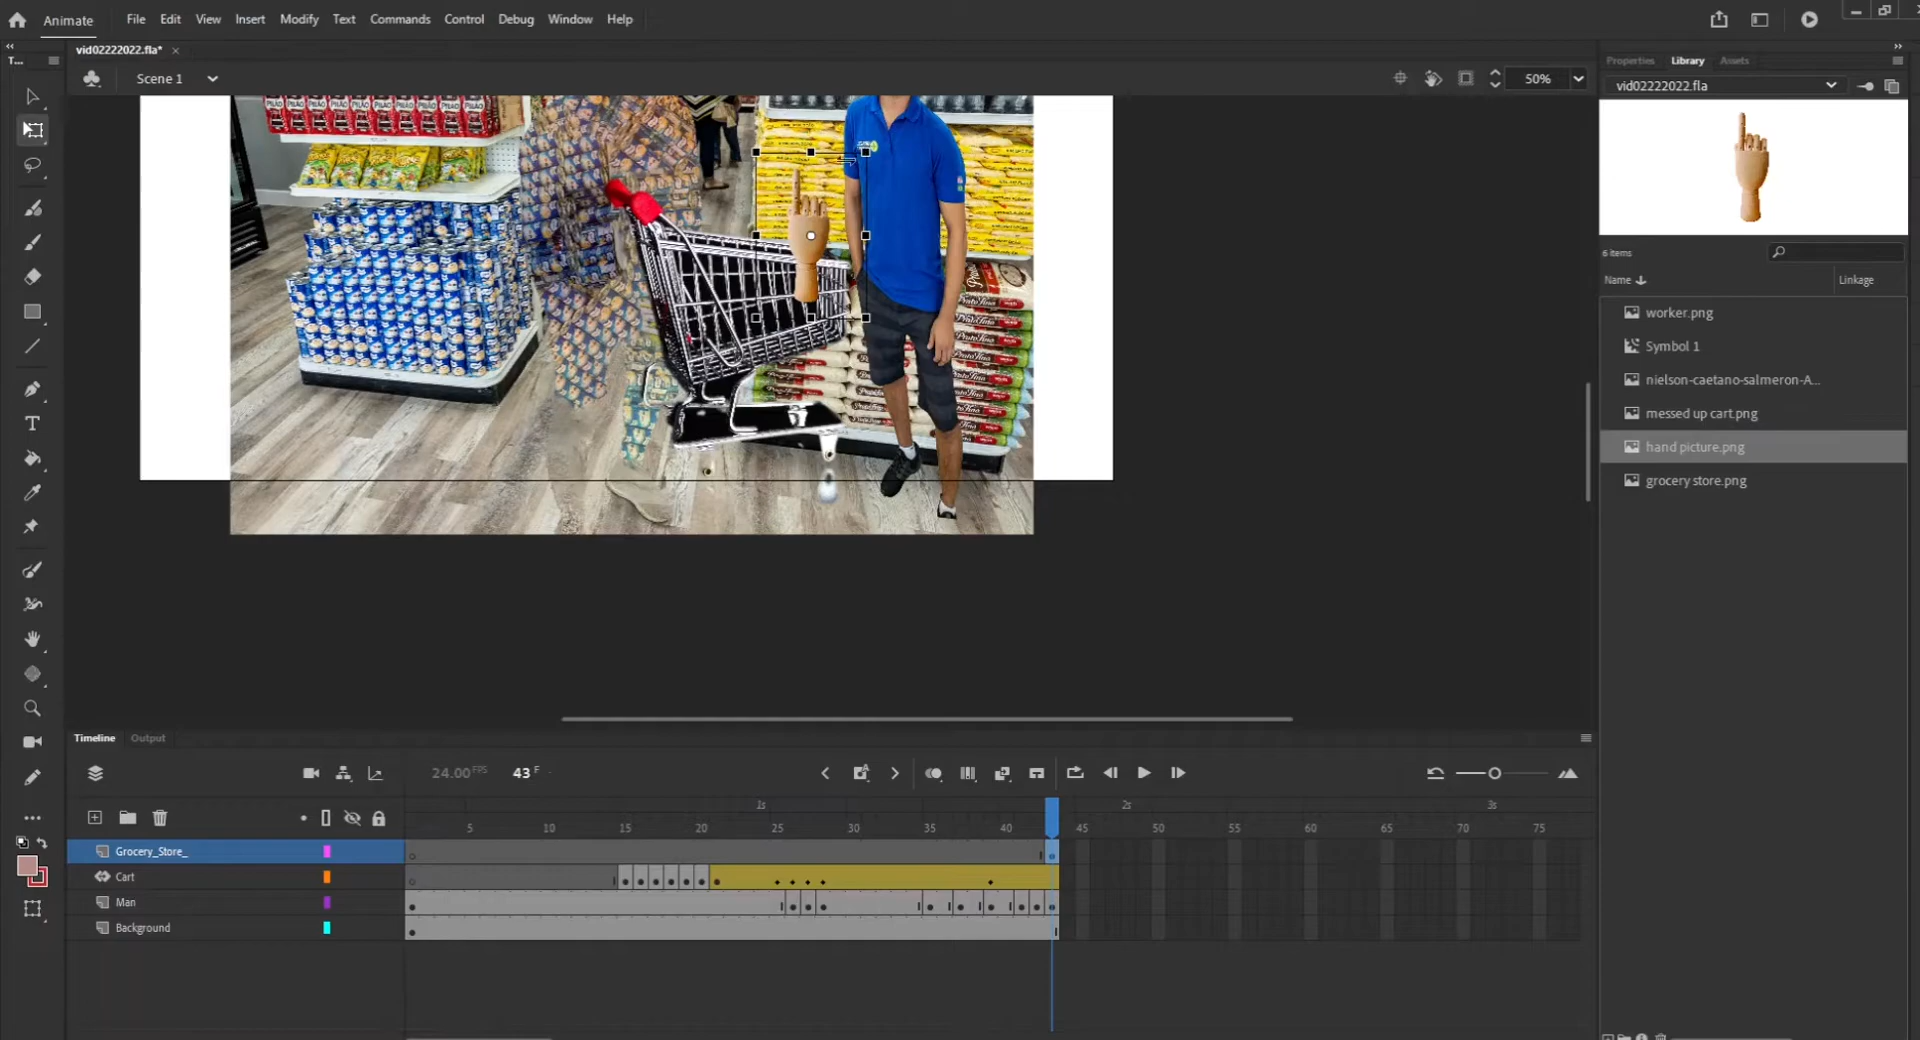 Animate
File Edit View Insert Modify Text Commands Control Debug Window Help
vid02222022.fla*
T...
Scene 1
50%
Properties Library Assets
vid02222022.fla
6 items
Name Linkage
worker.png
Symbol 1
nielson-caetano-salmeron-A...
messed up cart.png
hand picture.png
grocery store.png
PILAO PILAO
Timeline Output
24.00 FPS 43 F
1s 2s
5 10 15 20 25 30 35 40 45 50 55 60 65 70 75
Grocery_Store_
Cart
Man
Background